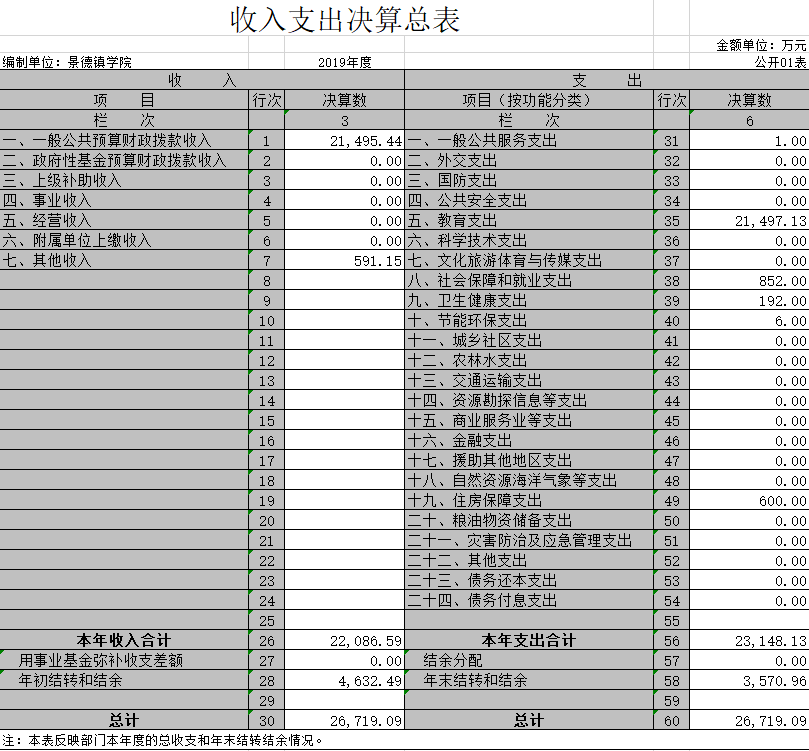 收入支出决算总表
金额单位：万元
编制单位：景德镇学院 2019年度 公开01表
收 入 支 出
项 目 行次 决算数 项目（按功能分类） 行次 决算数
栏 次 3 栏 次 6
一、一般公共预算财政拨款收入 1 21,495.44 一、一般公共服务支出 31 1.00
二、政府性基金预算财政拨款收入 2 0.00 二、外交支出 32 0.00
三、上级补助收入 3 0.00 三、国防支出 33 0.00
四、事业收入 4 0.00 四、公共安全支出 34 0.00
五、经营收入 5 0.00 五、教育支出 35 21,497.13
六、附属单位上缴收入 6 0.00 六、科学技术支出 36 0.00
七、其他收入 7 591.15 七、文化旅游体育与传媒支出 37 0.00
8 八、社会保障和就业支出 38 852.00
9 九、卫生健康支出 39 192.00
10 十、节能环保支出 40 6.00
11 十一、城乡社区支出 41 0.00
12 十二、农林水支出 42 0.00
13 十三、交通运输支出 43 0.00
14 十四、资源勘探信息等支出 44 0.00
15 十五、商业服务业等支出 45 0.00
16 十六、金融支出 46 0.00
17 十七、援助其他地区支出 47 0.00
18 十八、自然资源海洋气象等支出 48 0.00
19 十九、住房保障支出 49 600.00
20 二十、粮油物资储备支出 50 0.00
21 二十一、灾害防治及应急管理支出 51 0.00
22 二十二、其他支出 52 0.00
23 二十三、债务还本支出 53 0.00
24 二十四、债务付息支出 54 0.00
25 55
本年收入合计 26 22,086.59 本年支出合计 56 23,148.13
用事业基金弥补收支差额 27 0.00 结余分配 57 0.00
年初结转和结余 28 4,632.49 年末结转和结余 58 3,570.96
29 59
总计 30 26,719.09 总计 60 26,719.09
注：本表反映部门本年度的总收支和年末结转结余情况。